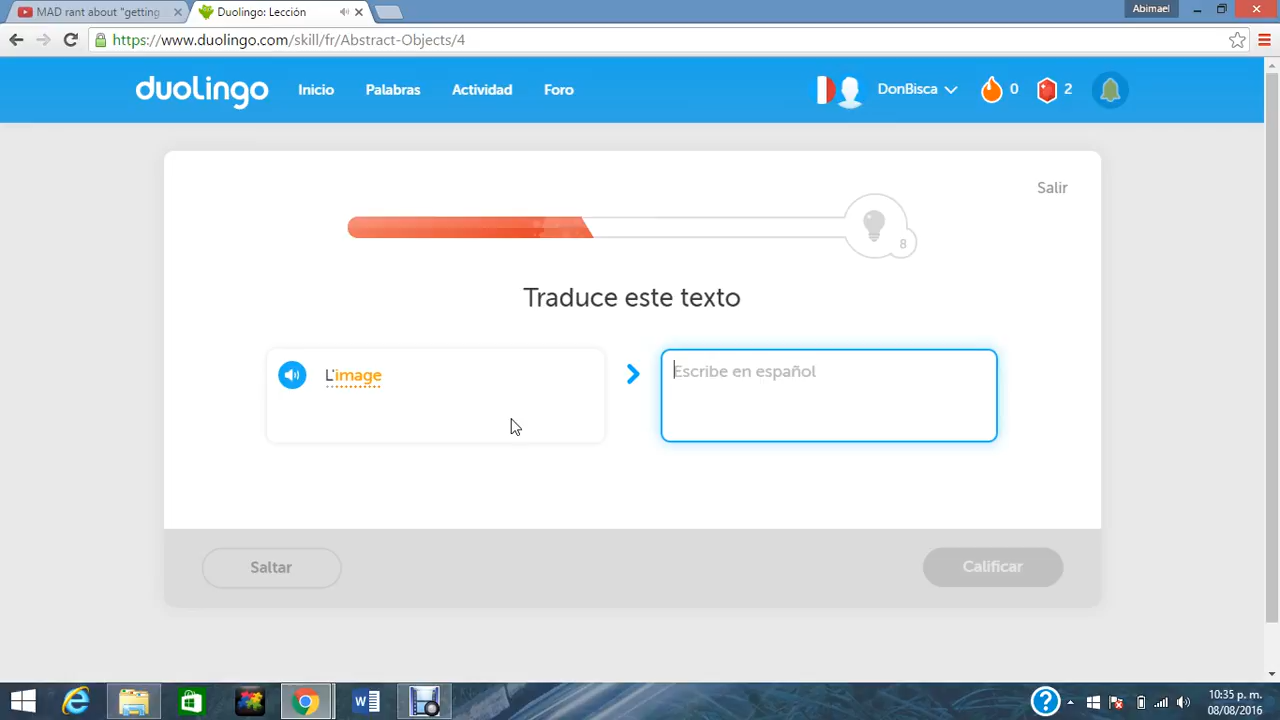 MAD rant about "getting
Duolingo: Lección
Abimael
https://www.duolingo.com/skill/fr/Abstract-Objects/4
duolingo
Inicio
Palabras
Actividad
Foro
DonBisca
0
2
Salir
8
Traduce este texto
L'image
Escribe en español
Saltar
Calificar
10:35 p. m.
08/08/2016